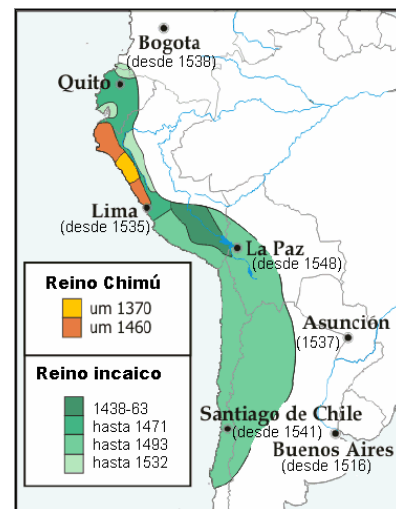 Bogota
(desde 1538)
Quito
Lima
(desde 1535)
La Paz
(desde 1548)
Reino Chimú
um 1370
um 1460
Asunción
(1537)
Reino incaico
1438-63
hasta 1471
hasta 1493
hasta 1532
Santiago de Chile
(desde 1541)
Buenos Aires
(desde 1516)